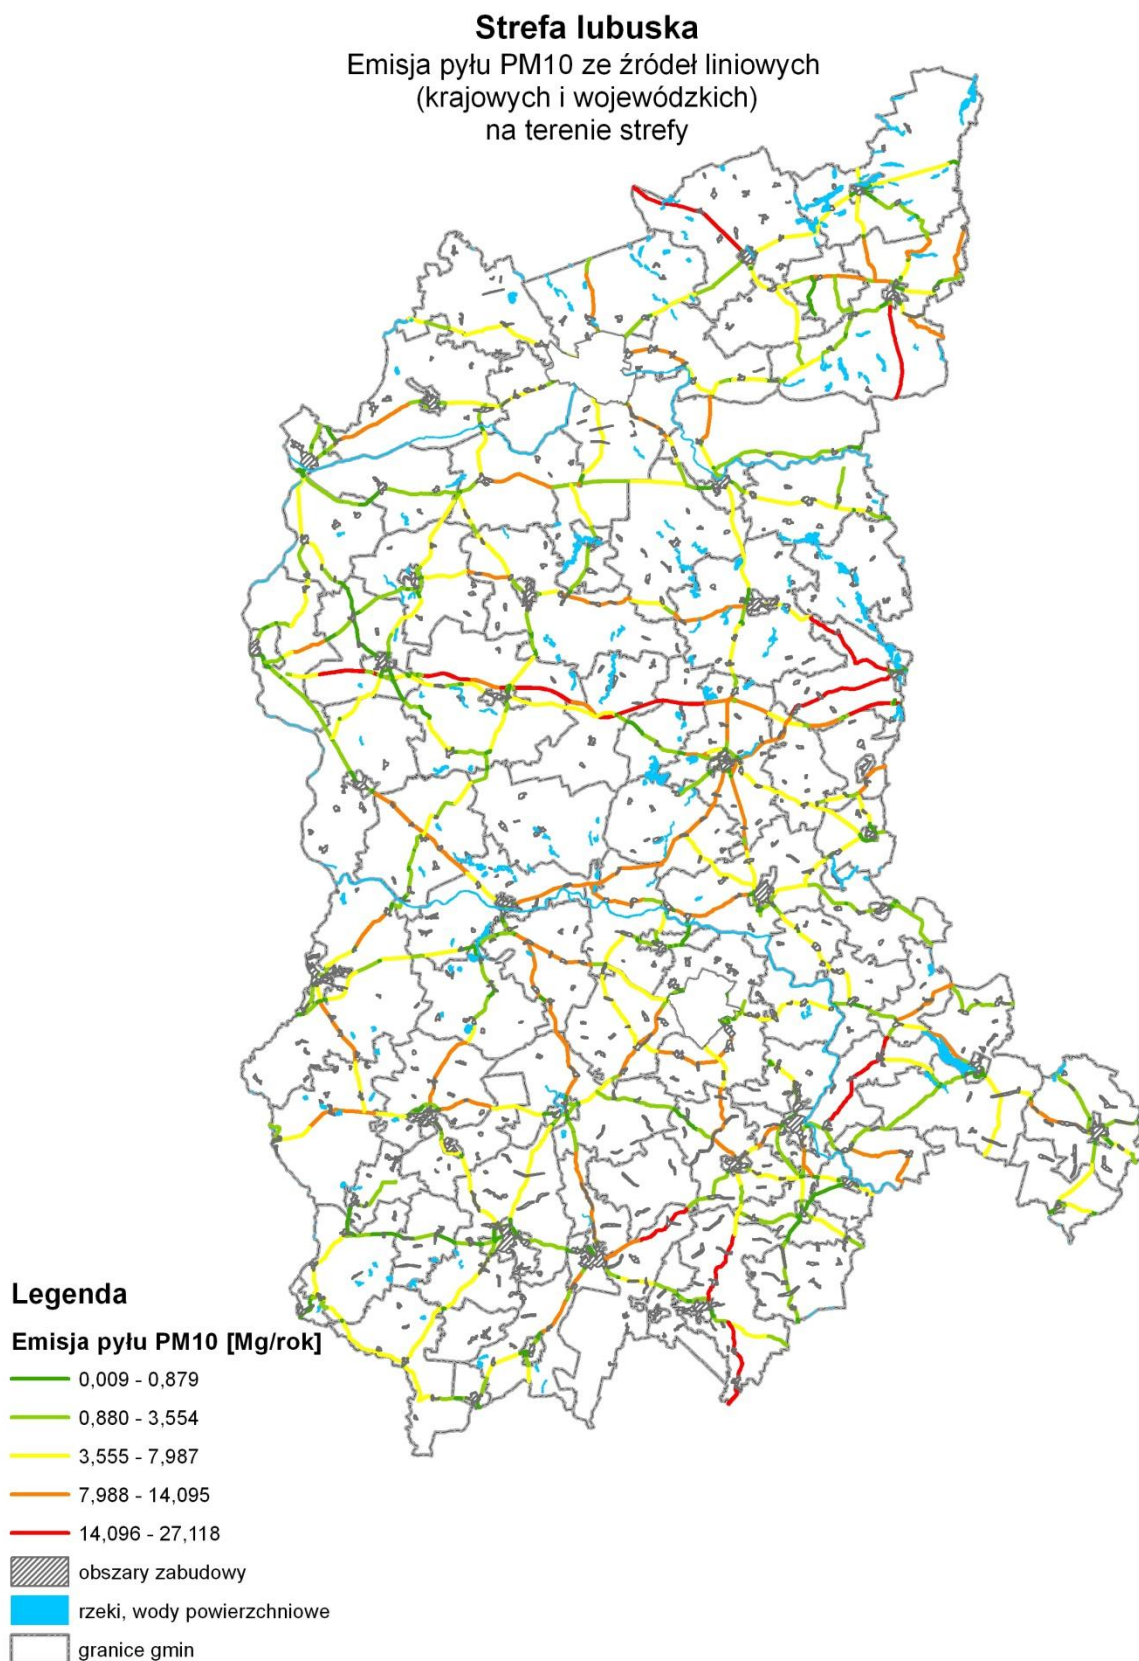 Strefa lubuska
Emisja pyłu PM10 ze źródeł liniowych
(krajowych i wojewódzkich)
na terenie strefy
Legenda
Emisja pyłu PM10 [Mg/rok]
0,009 - 0,879
0,880 - 3,554
3,555 - 7,987
7,988 - 14,095
14,096 - 27,118
obszary zabudowy
rzeki, wody powierzchniowe
granice gmin